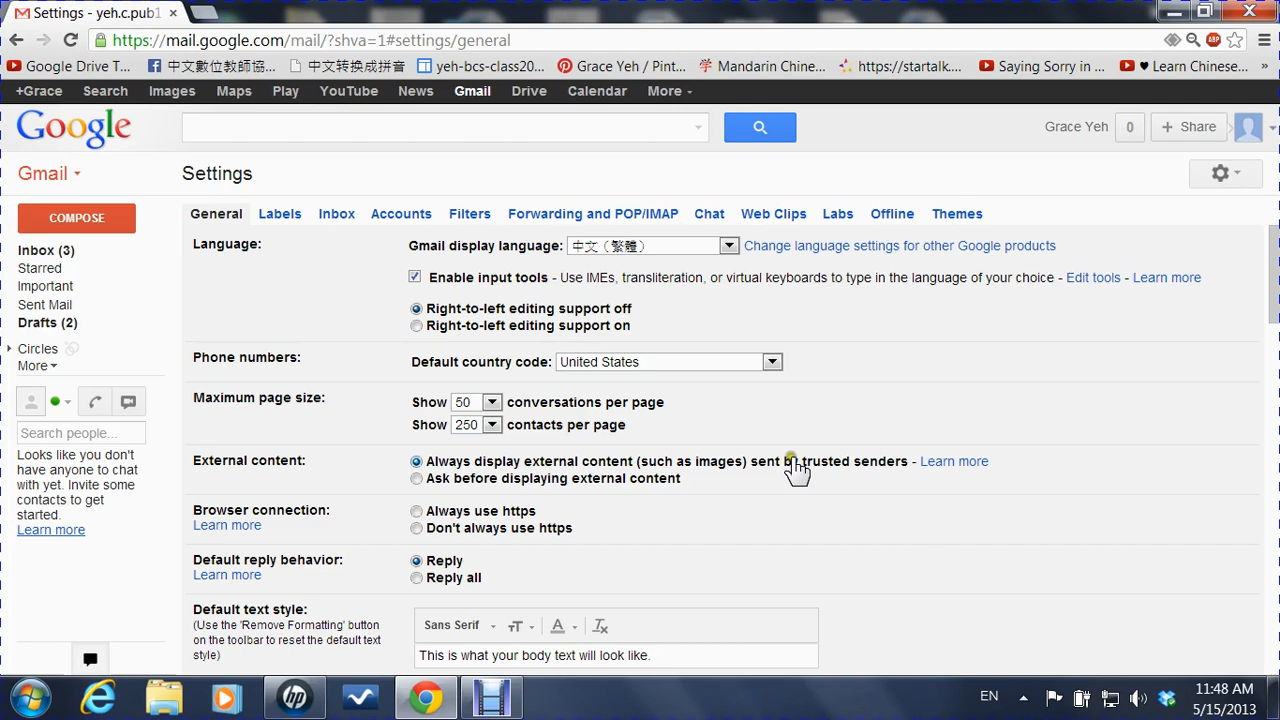 Settings - yeh.c.pub1
https://mail.google.com/mail/?shva=1#settings/general
Google Drive T... 中文數位教師協... 中文转换成拼音 yeh-bcs-class20... Grace Yeh / Pint... Mandarin Chine... https://startalk.... Saying Sorry in ... ♥ Learn Chinese... »
+Grace Search Images Maps Play YouTube News Gmail Drive Calendar More
Google Grace Yeh 0 + Share
Gmail Settings
COMPOSE
General Labels Inbox Accounts Filters Forwarding and POP/IMAP Chat Web Clips Labs Offline Themes
Inbox (3)
Starred
Important
Sent Mail
Drafts (2)
Circles
More
Search people...
Looks like you don't
have anyone to chat
with yet. Invite some
contacts to get
started.
Learn more
Language: Gmail display language: 中文（繁體） Change language settings for other Google products
Enable input tools - Use IMEs, transliteration, or virtual keyboards to type in the language of your choice - Edit tools - Learn more
Right-to-left editing support off
Right-to-left editing support on
Phone numbers: Default country code: United States
Maximum page size: Show 50 conversations per page
Show 250 contacts per page
External content: Always display external content (such as images) sent by trusted senders - Learn more
Ask before displaying external content
Browser connection: Always use https
Learn more Don't always use https
Default reply behavior: Reply
Learn more Reply all
Default text style:
(Use the 'Remove Formatting' button
on the toolbar to reset the default text
style)
Sans Serif
This is what your body text will look like.
EN 11:48 AM
5/15/2013